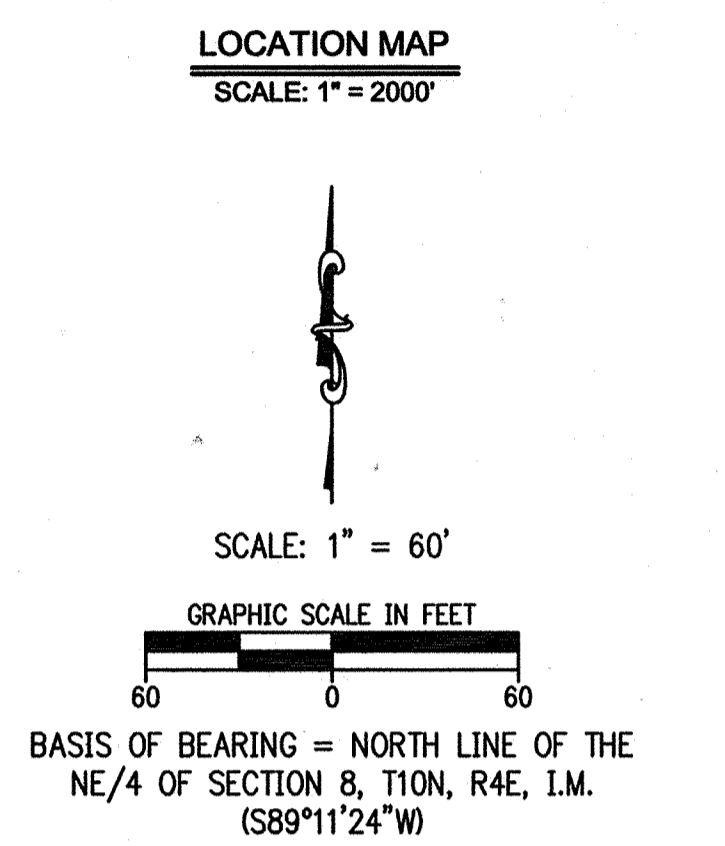 LOCATION MAP
SCALE: 1" = 2000'
SCALE: 1" = 60'
GRAPHIC SCALE IN FEET
60 0 60
BASIS OF BEARING = NORTH LINE OF THE
NE/4 OF SECTION 8, T10N, R4E, I.M.
(S89°11'24"W)